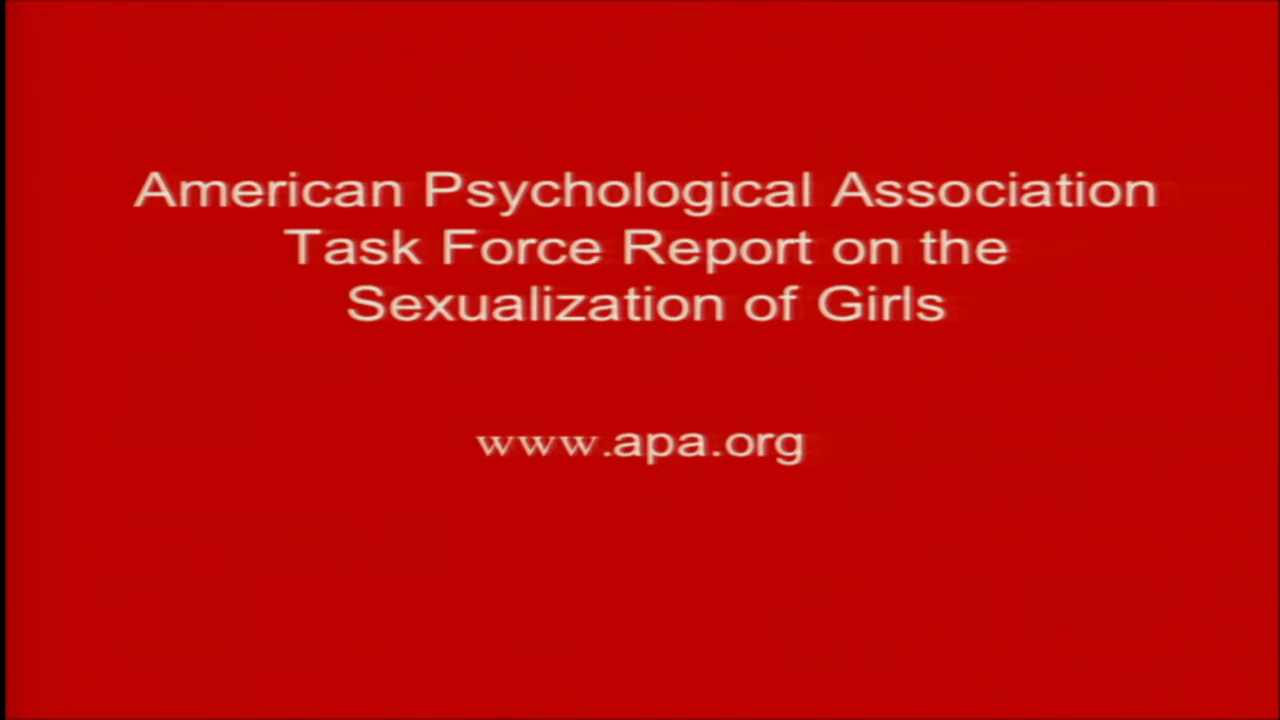 American Psychological Association
Task Force Report on the
Sexualization of Girls
www.apa.org